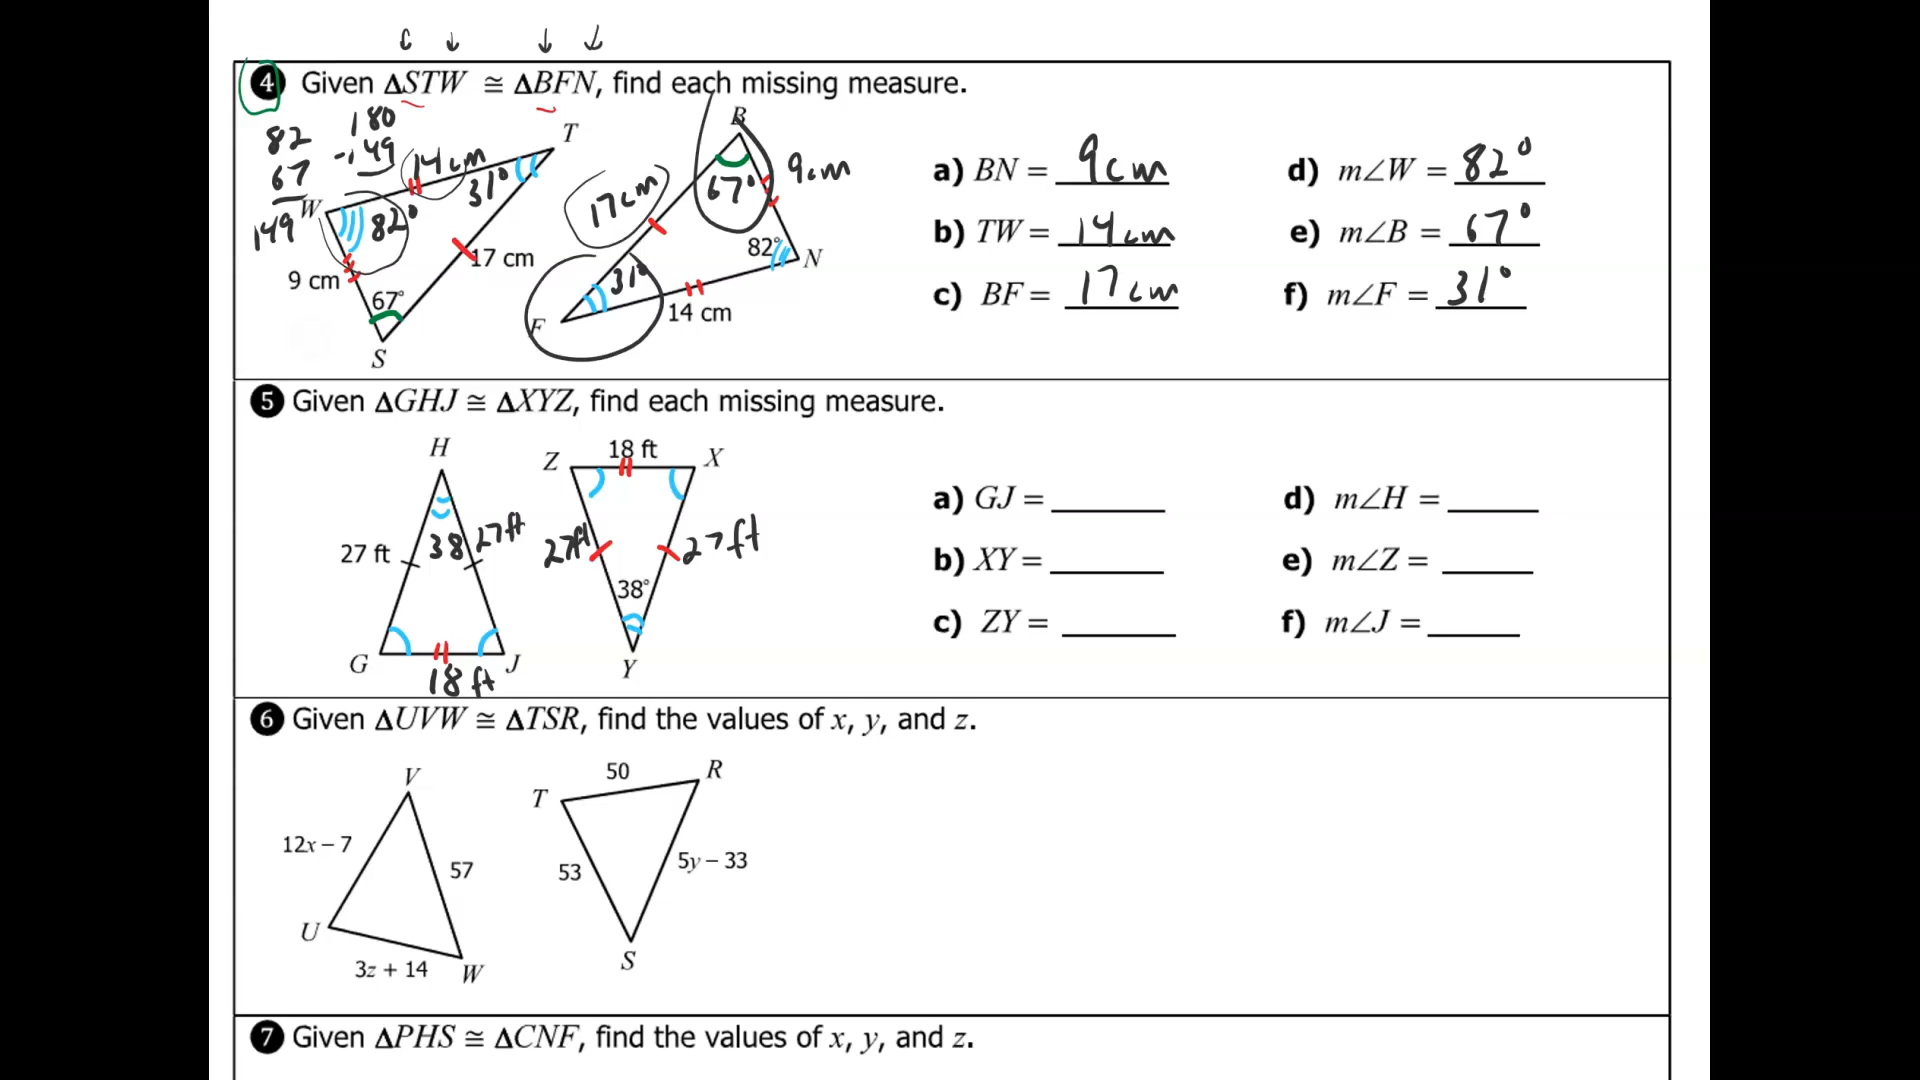 4 Given ΔSTW ≅ ΔBFN, find each missing measure.
82
67
149
180
-149
W
T
14cm
31°
82°
9 cm
17 cm
67°
S
B
17cm
67°
9cm
82°
N
31°
F
14 cm
a) BN = 9cm
b) TW = 14cm
c) BF = 17cm
d) m∠W = 82°
e) m∠B = 67°
f) m∠F = 31°
5 Given ΔGHJ ≅ ΔXYZ, find each missing measure.
H
27 ft
38
27ft
G
J
18 ft
Z
18 ft
X
27ft
27ft
38°
Y
a) GJ =
b) XY =
c) ZY =
d) m∠H =
e) m∠Z =
f) m∠J =
6 Given ΔUVW ≅ ΔTSR, find the values of x, y, and z.
V
12x – 7
57
U
3z + 14
W
50
R
T
53
5y – 33
S
7 Given ΔPHS ≅ ΔCNF, find the values of x, y, and z.